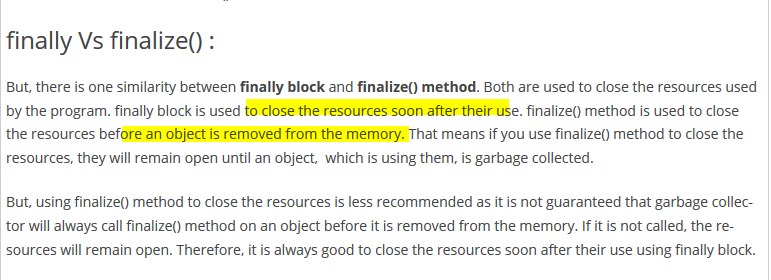 finally Vs finalize() :
But, there is one similarity between finally block and finalize() method. Both are used to close the resources used
by the program. finally block is used to close the resources soon after their use. finalize() method is used to close
the resources before an object is removed from the memory. That means if you use finalize() method to close the
resources, they will remain open until an object,  which is using them, is garbage collected.
But, using finalize() method to close the resources is less recommended as it is not guaranteed that garbage collec-
tor will always call finalize() method on an object before it is removed from the memory. If it is not called, the re-
sources will remain open. Therefore, it is always good to close the resources soon after their use using finally block.